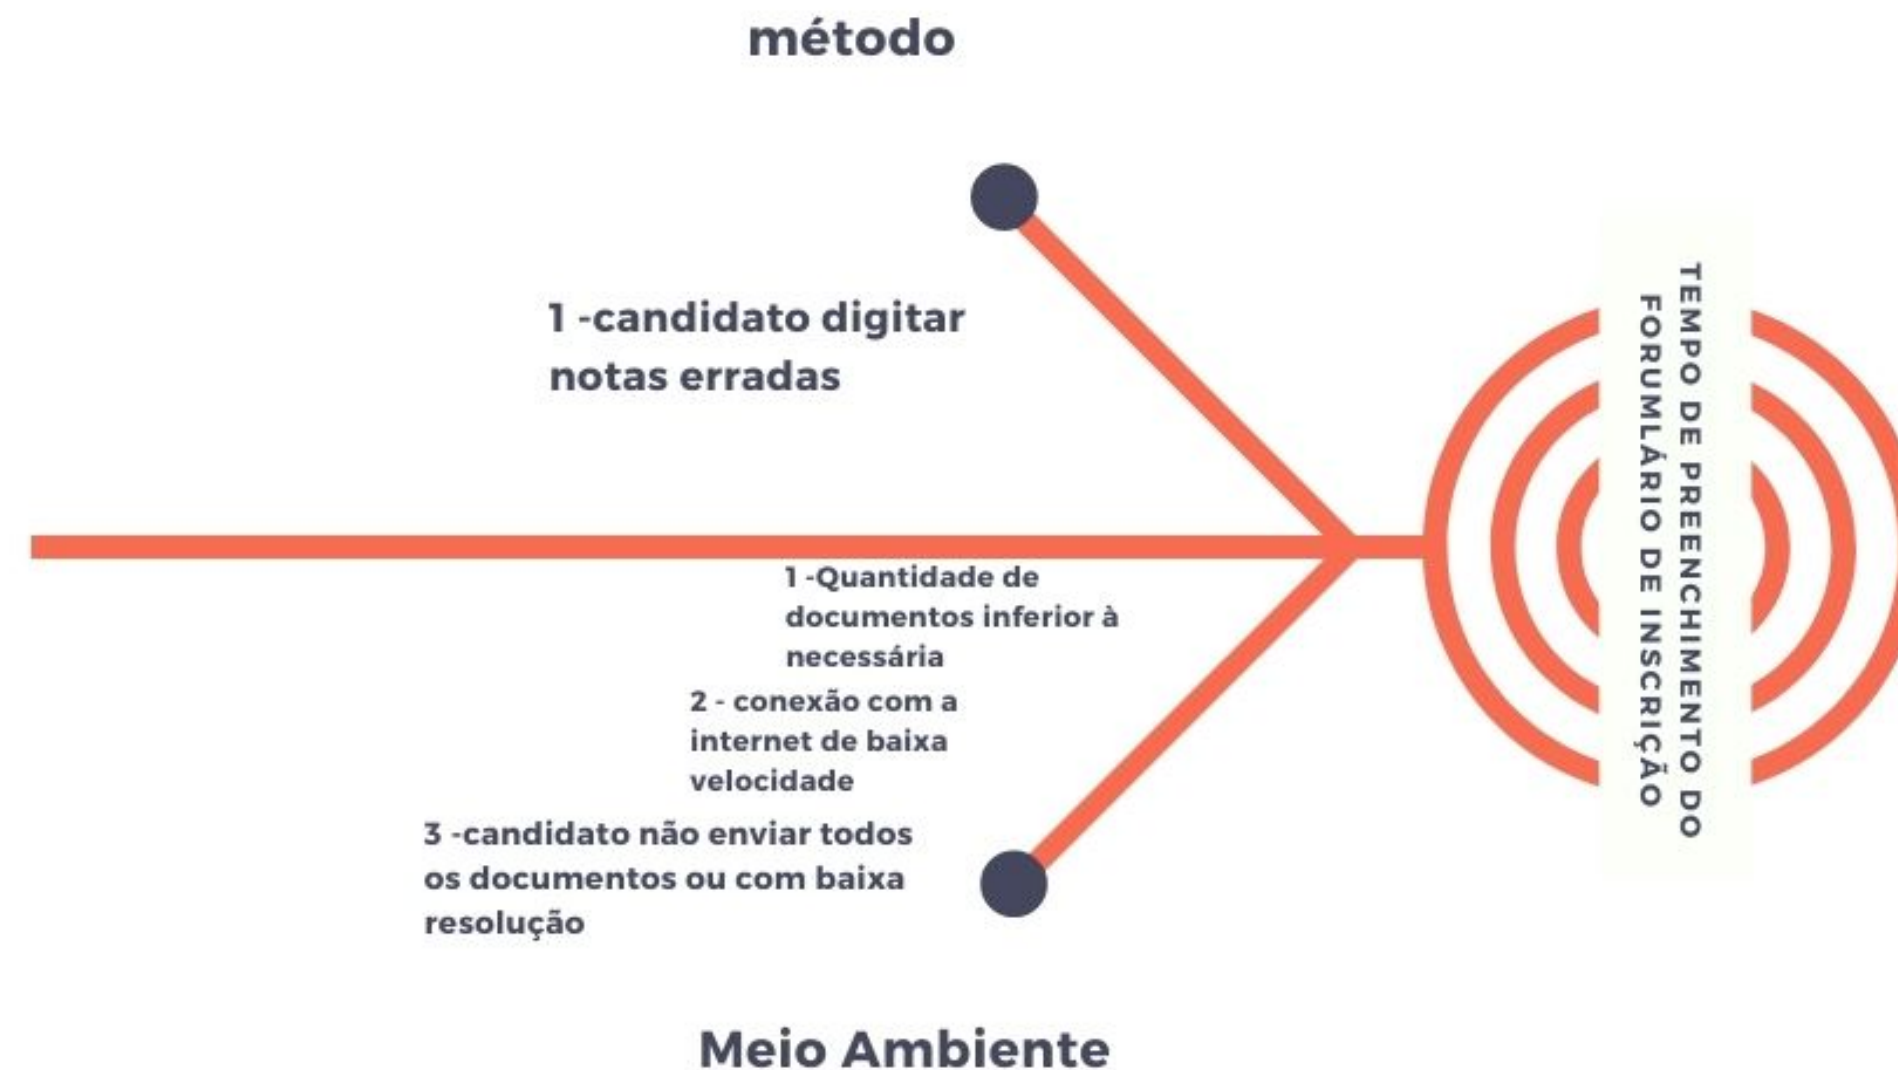 método
1 -candidato digitar
notas erradas
1 -Quantidade de
documentos inferior à
necessária
2 - conexão com a
internet de baixa
velocidade
3 -candidato não enviar todos
os documentos ou com baixa
resolução
Meio Ambiente
TEMPO DE PREENCHIMENTO DO
FORUMLÁRIO DE INSCRIÇÃO